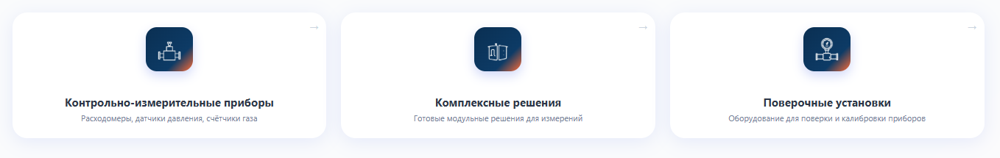 →
→
→
Контрольно-измерительные приборы
Расходомеры, датчики давления, счётчики газа
Комплексные решения
Готовые модульные решения для измерений
Поверочные установки
Оборудование для поверки и калибровки приборов